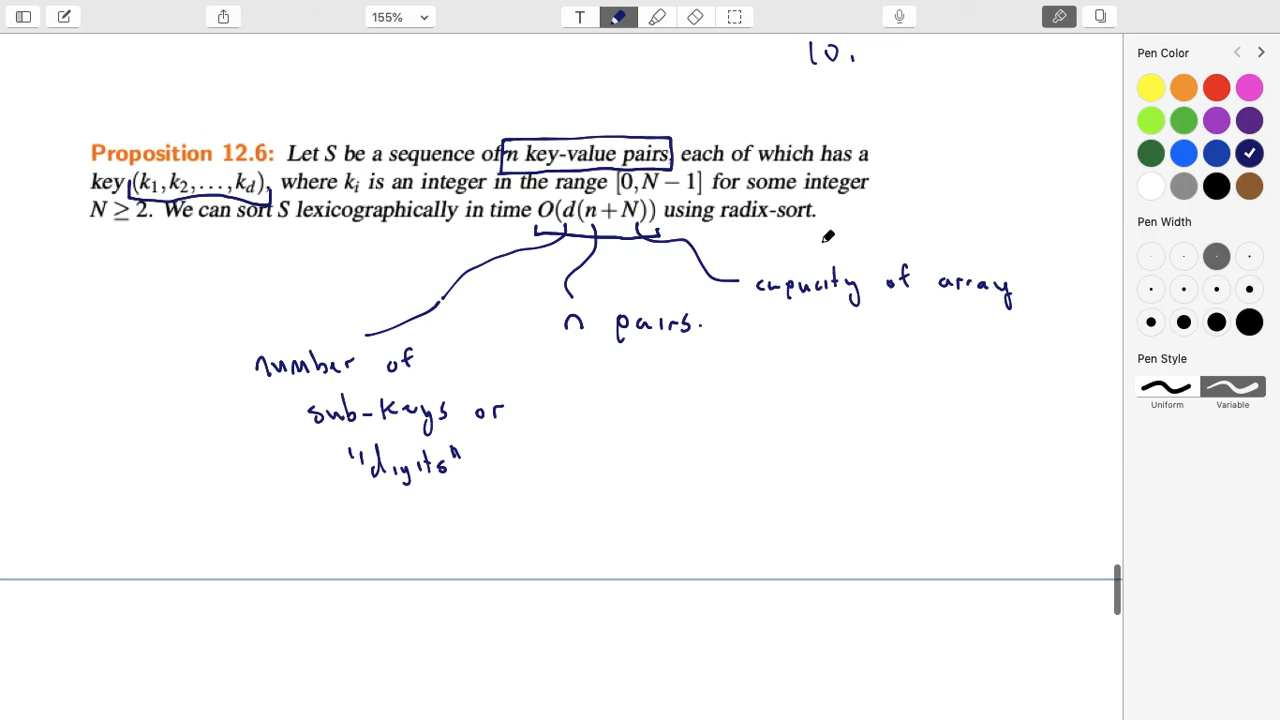 155%
T
10.
Pen Color
Proposition 12.6: Let S be a sequence of n key-value pairs, each of which has a
key (k₁,k₂,...,k_d), where kᵢ is an integer in the range [0,N − 1] for some integer
N ≥ 2. We can sort S lexicographically in time O(d(n+N)) using radix-sort.
Pen Width
capacity of array
n pairs.
number of
sub-keys or
"digits"
Pen Style
Uniform Variable